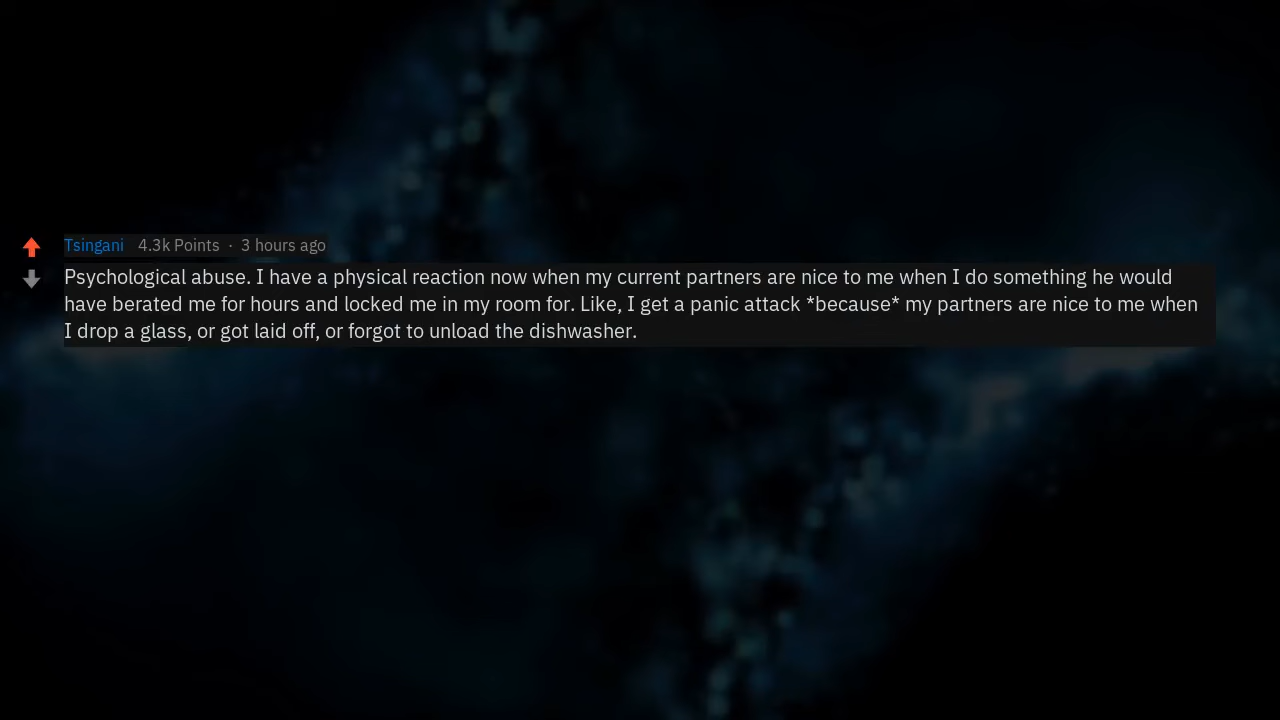 Tsingani 4.3k Points · 3 hours ago
Psychological abuse. I have a physical reaction now when my current partners are nice to me when I do something he would
have berated me for hours and locked me in my room for. Like, I get a panic attack *because* my partners are nice to me when
I drop a glass, or got laid off, or forgot to unload the dishwasher.